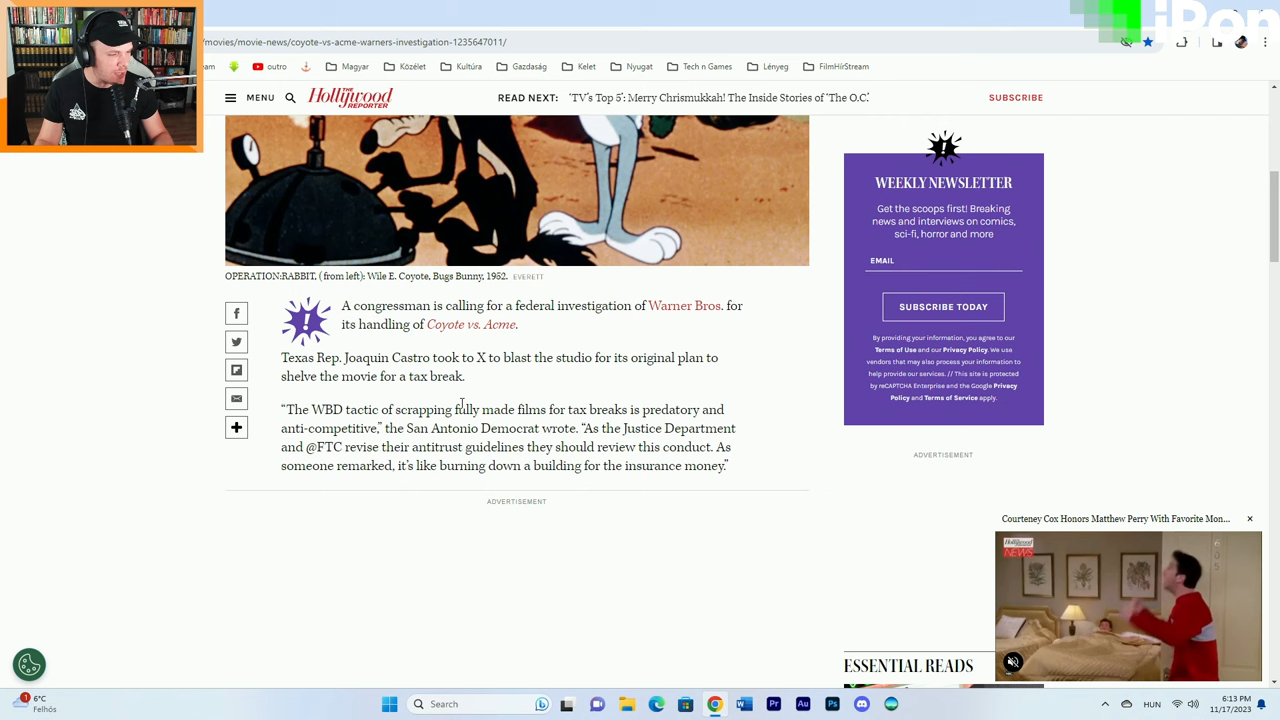 /movies/movie-news/coyote-vs-acme-warners-investigation-1235647011/
eam
outro
Magyar
Közélet
Kultúra
Gazdaság
Kelet
Nyugat
Tech n Games
Lényeg
FilmHírStream
MENU
The Hollywood REPORTER
READ NEXT: ‘TV’s Top 5’: Merry Chrismukkah! The Inside Stories of ‘The O.C.’
SUBSCRIBE
OPERATION:RABBIT, (from left): Wile E. Coyote, Bugs Bunny, 1952. EVERETT
A congressman is calling for a federal investigation of Warner Bros. for
its handling of Coyote vs. Acme.
Texas Rep. Joaquin Castro took to X to blast the studio for its original plan to
shelve the movie for a tax break.
“The WBD tactic of scrapping fully made films for tax breaks is predatory and
anti-competitive,” the San Antonio Democrat wrote. “As the Justice Department
and @FTC revise their antitrust guidelines they should review this conduct. As
someone remarked, it’s like burning down a building for the insurance money.”
ADVERTISEMENT
WEEKLY NEWSLETTER
Get the scoops first! Breaking
news and interviews on comics,
sci-fi, horror and more
EMAIL
SUBSCRIBE TODAY
By providing your information, you agree to our
Terms of Use and our Privacy Policy. We use
vendors that may also process your information to
help provide our services. // This site is protected
by reCAPTCHA Enterprise and the Google Privacy
Policy and Terms of Service apply.
ADVERTISEMENT
Courteney Cox Honors Matthew Perry With Favorite Mon...
Hollywood
NEWS
ESSENTIAL READS
1
6°C
Felhős
Search
HUN
6:13 PM
11/17/2023